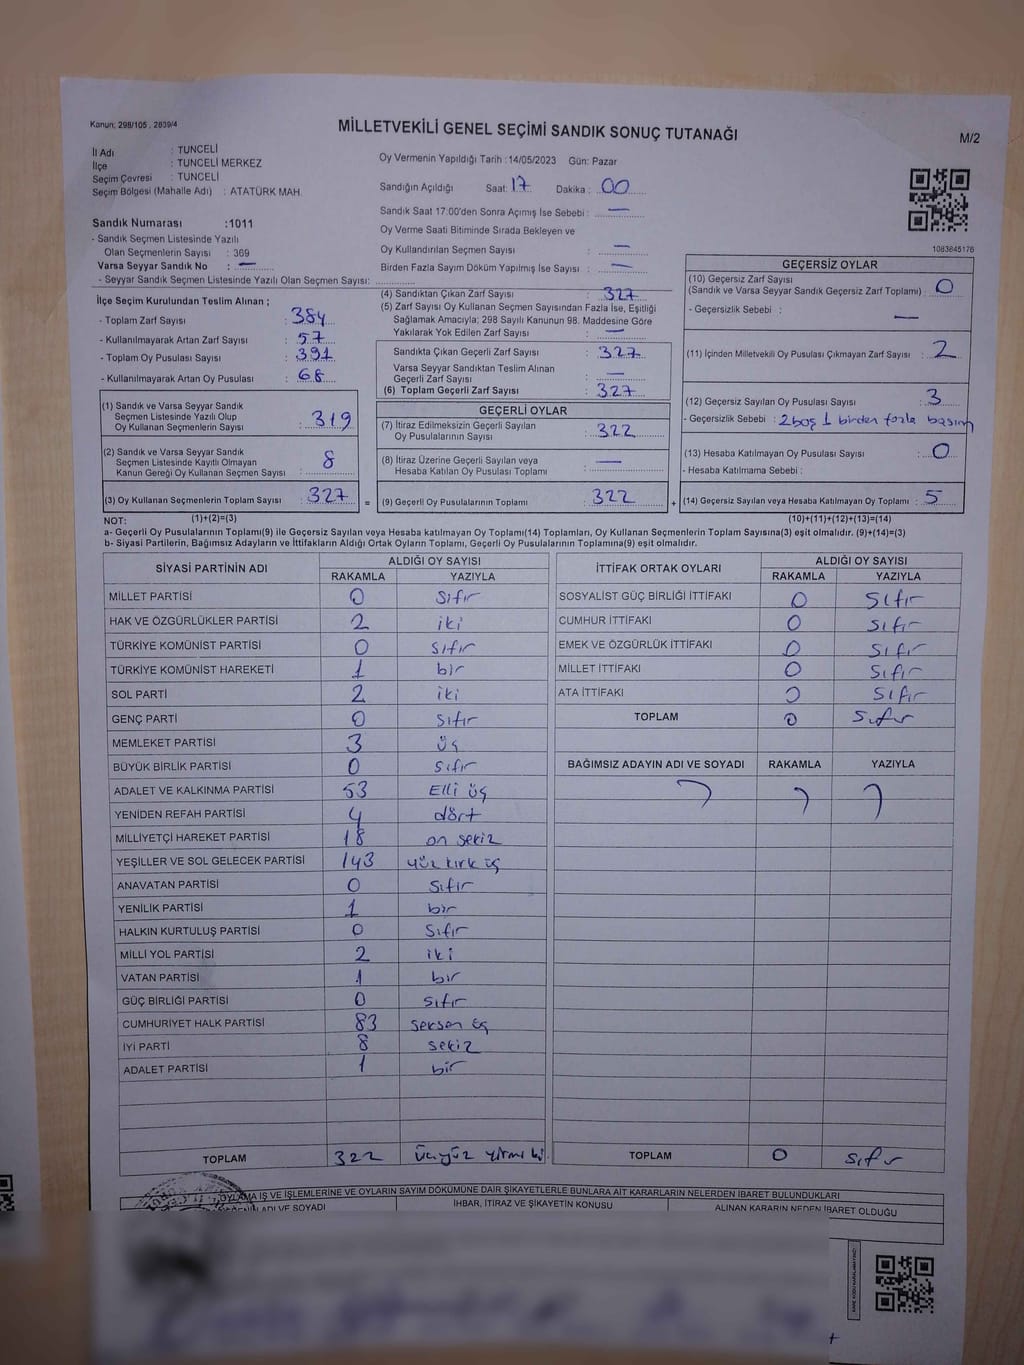 Kanun: 298/105 , 2839/4
MİLLETVEKİLİ GENEL SEÇİMİ SANDIK SONUÇ TUTANAĞI
M/2
İl Adı : TUNCELİ
İlçe : TUNCELİ MERKEZ
Seçim Çevresi : TUNCELİ
Seçim Bölgesi (Mahalle Adı) : ATATÜRK MAH.
Sandık Numarası :1011
- Sandık Seçmen Listesinde Yazılı
Olan Seçmenlerin Sayısı : 369
Varsa Seyyar Sandık No : —
- Seyyar Sandık Seçmen Listesinde Yazılı Olan Seçmen Sayısı:
Oy Vermenin Yapıldığı Tarih :14/05/2023 Gün: Pazar
Sandığın Açıldığı Saat: 17 Dakika : 00
Sandık Saat 17:00'den Sonra Açımış İse Sebebi : —
Oy Verme Saati Bitiminde Sırada Bekleyen ve
Oy Kullandırılan Seçmen Sayısı : —
Birden Fazla Sayım Döküm Yapılmış İse Sayısı : —
1083845176
İlçe Seçim Kurulundan Teslim Alınan ;
- Toplam Zarf Sayısı : 384
- Kullanılmayarak Artan Zarf Sayısı : 57
- Toplam Oy Pusulası Sayısı : 391
- Kullanılmayarak Artan Oy Pusulası : 68
(4) Sandıktan Çıkan Zarf Sayısı : 327
(5) Zarf Sayısı Oy Kullanan Seçmen Sayısından Fazla İse, Eşitliği
Sağlamak Amacıyla; 298 Sayılı Kanunun 98. Maddesine Göre
Yakılarak Yok Edilen Zarf Sayısı : —
Sandıkta Çıkan Geçerli Zarf Sayısı : 327
Varsa Seyyar Sandıktan Teslim Alınan
Geçerli Zarf Sayısı : —
(6) Toplam Geçerli Zarf Sayısı : 327
GEÇERSİZ OYLAR
(10) Geçersiz Zarf Sayısı
(Sandık ve Varsa Seyyar Sandık Geçersiz Zarf Toplamı) : 0
- Geçersizlik Sebebi : —
(11) İçinden Milletvekili Oy Pusulası Çıkmayan Zarf Sayısı : 2
(12) Geçersiz Sayılan Oy Pusulası Sayısı : 3
- Geçersizlik Sebebi : 2 boş 1 birden fazla basım
(13) Hesaba Katılmayan Oy Pusulası Sayısı : 0
- Hesaba Katılmama Sebebi :
(14) Geçersiz Sayılan veya Hesaba Katılmayan Oy Toplamı : 5
(1) Sandık ve Varsa Seyyar Sandık
Seçmen Listesinde Yazılı Olup
Oy Kullanan Seçmenlerin Sayısı : 319
(2) Sandık ve Varsa Seyyar Sandık
Seçmen Listesinde Kayıtlı Olmayan
Kanun Gereği Oy Kullanan Seçmen Sayısı : 8
(3) Oy Kullanan Seçmenlerin Toplam Sayısı : 327 =
GEÇERLİ OYLAR
(7) İtiraz Edilmeksizin Geçerli Sayılan
Oy Pusulalarının Sayısı : 322
(8) İtiraz Üzerine Geçerli Sayılan veya
Hesaba Katılan Oy Pusulası Toplamı : —
(9) Geçerli Oy Pusulalarının Toplamı : 322 +
NOT: (1)+(2)=(3) (10)+(11)+(12)+(13)=(14)
a- Geçerli Oy Pusulalarının Toplamı(9) ile Geçersiz Sayılan veya Hesaba katılmayan Oy Toplamı(14) Toplamları, Oy Kullanan Seçmenlerin Toplam Sayısına(3) eşit olmalıdır. (9)+(14)=(3)
b- Siyasi Partilerin, Bağımsız Adayların ve İttifakların Aldığı Ortak Oyların Toplamı, Geçerli Oy Pusulalarının Toplamına(9) eşit olmalıdır.
SİYASİ PARTİNİN ADI ALDIĞI OY SAYISI
RAKAMLA YAZIYLA
MİLLET PARTİSİ 0 Sıfır
HAK VE ÖZGÜRLÜKLER PARTİSİ 2 iki
TÜRKİYE KOMÜNİST PARTİSİ 0 Sıfır
TÜRKİYE KOMÜNİST HAREKETİ 1 bir
SOL PARTİ 2 iki
GENÇ PARTİ 0 Sıfır
MEMLEKET PARTİSİ 3 üç
BÜYÜK BİRLİK PARTİSİ 0 Sıfır
ADALET VE KALKINMA PARTİSİ 53 Elli üç
YENİDEN REFAH PARTİSİ 4 dört
MİLLİYETÇİ HAREKET PARTİSİ 18 on sekiz
YEŞİLLER VE SOL GELECEK PARTİSİ 143 yüz kırk üç
ANAVATAN PARTİSİ 0 Sıfır
YENİLİK PARTİSİ 1 bir
HALKIN KURTULUŞ PARTİSİ 0 Sıfır
MİLLİ YOL PARTİSİ 2 iki
VATAN PARTİSİ 1 bir
GÜÇ BİRLİĞİ PARTİSİ 0 Sıfır
CUMHURİYET HALK PARTİSİ 83 seksen üç
İYİ PARTİ 8 sekiz
ADALET PARTİSİ 1 bir
TOPLAM 322 Üçyüz yirmi iki
İTTİFAK ORTAK OYLARI ALDIĞI OY SAYISI
RAKAMLA YAZIYLA
SOSYALİST GÜÇ BİRLİĞİ İTTİFAKI 0 Sıfır
CUMHUR İTTİFAKI 0 Sıfır
EMEK VE ÖZGÜRLÜK İTTİFAKI 0 Sıfır
MİLLET İTTİFAKI 0 Sıfır
ATA İTTİFAKI 0 Sıfır
TOPLAM 0 Sıfır
BAĞIMSIZ ADAYIN ADI VE SOYADI RAKAMLA YAZIYLA
TOPLAM 0 Sıfır
OYLAMA İŞ VE İŞLEMLERİNE VE OYLARIN SAYIM DÖKÜMÜNE DAİR ŞİKAYETLERLE BUNLARA AİT KARARLARIN NELERDEN İBARET BULUNDUKLARI
ADI VE SOYADI İHBAR, İTİRAZ VE ŞİKAYETİN KONUSU ALINAN KARARIN NEDEN İBARET OLDUĞU